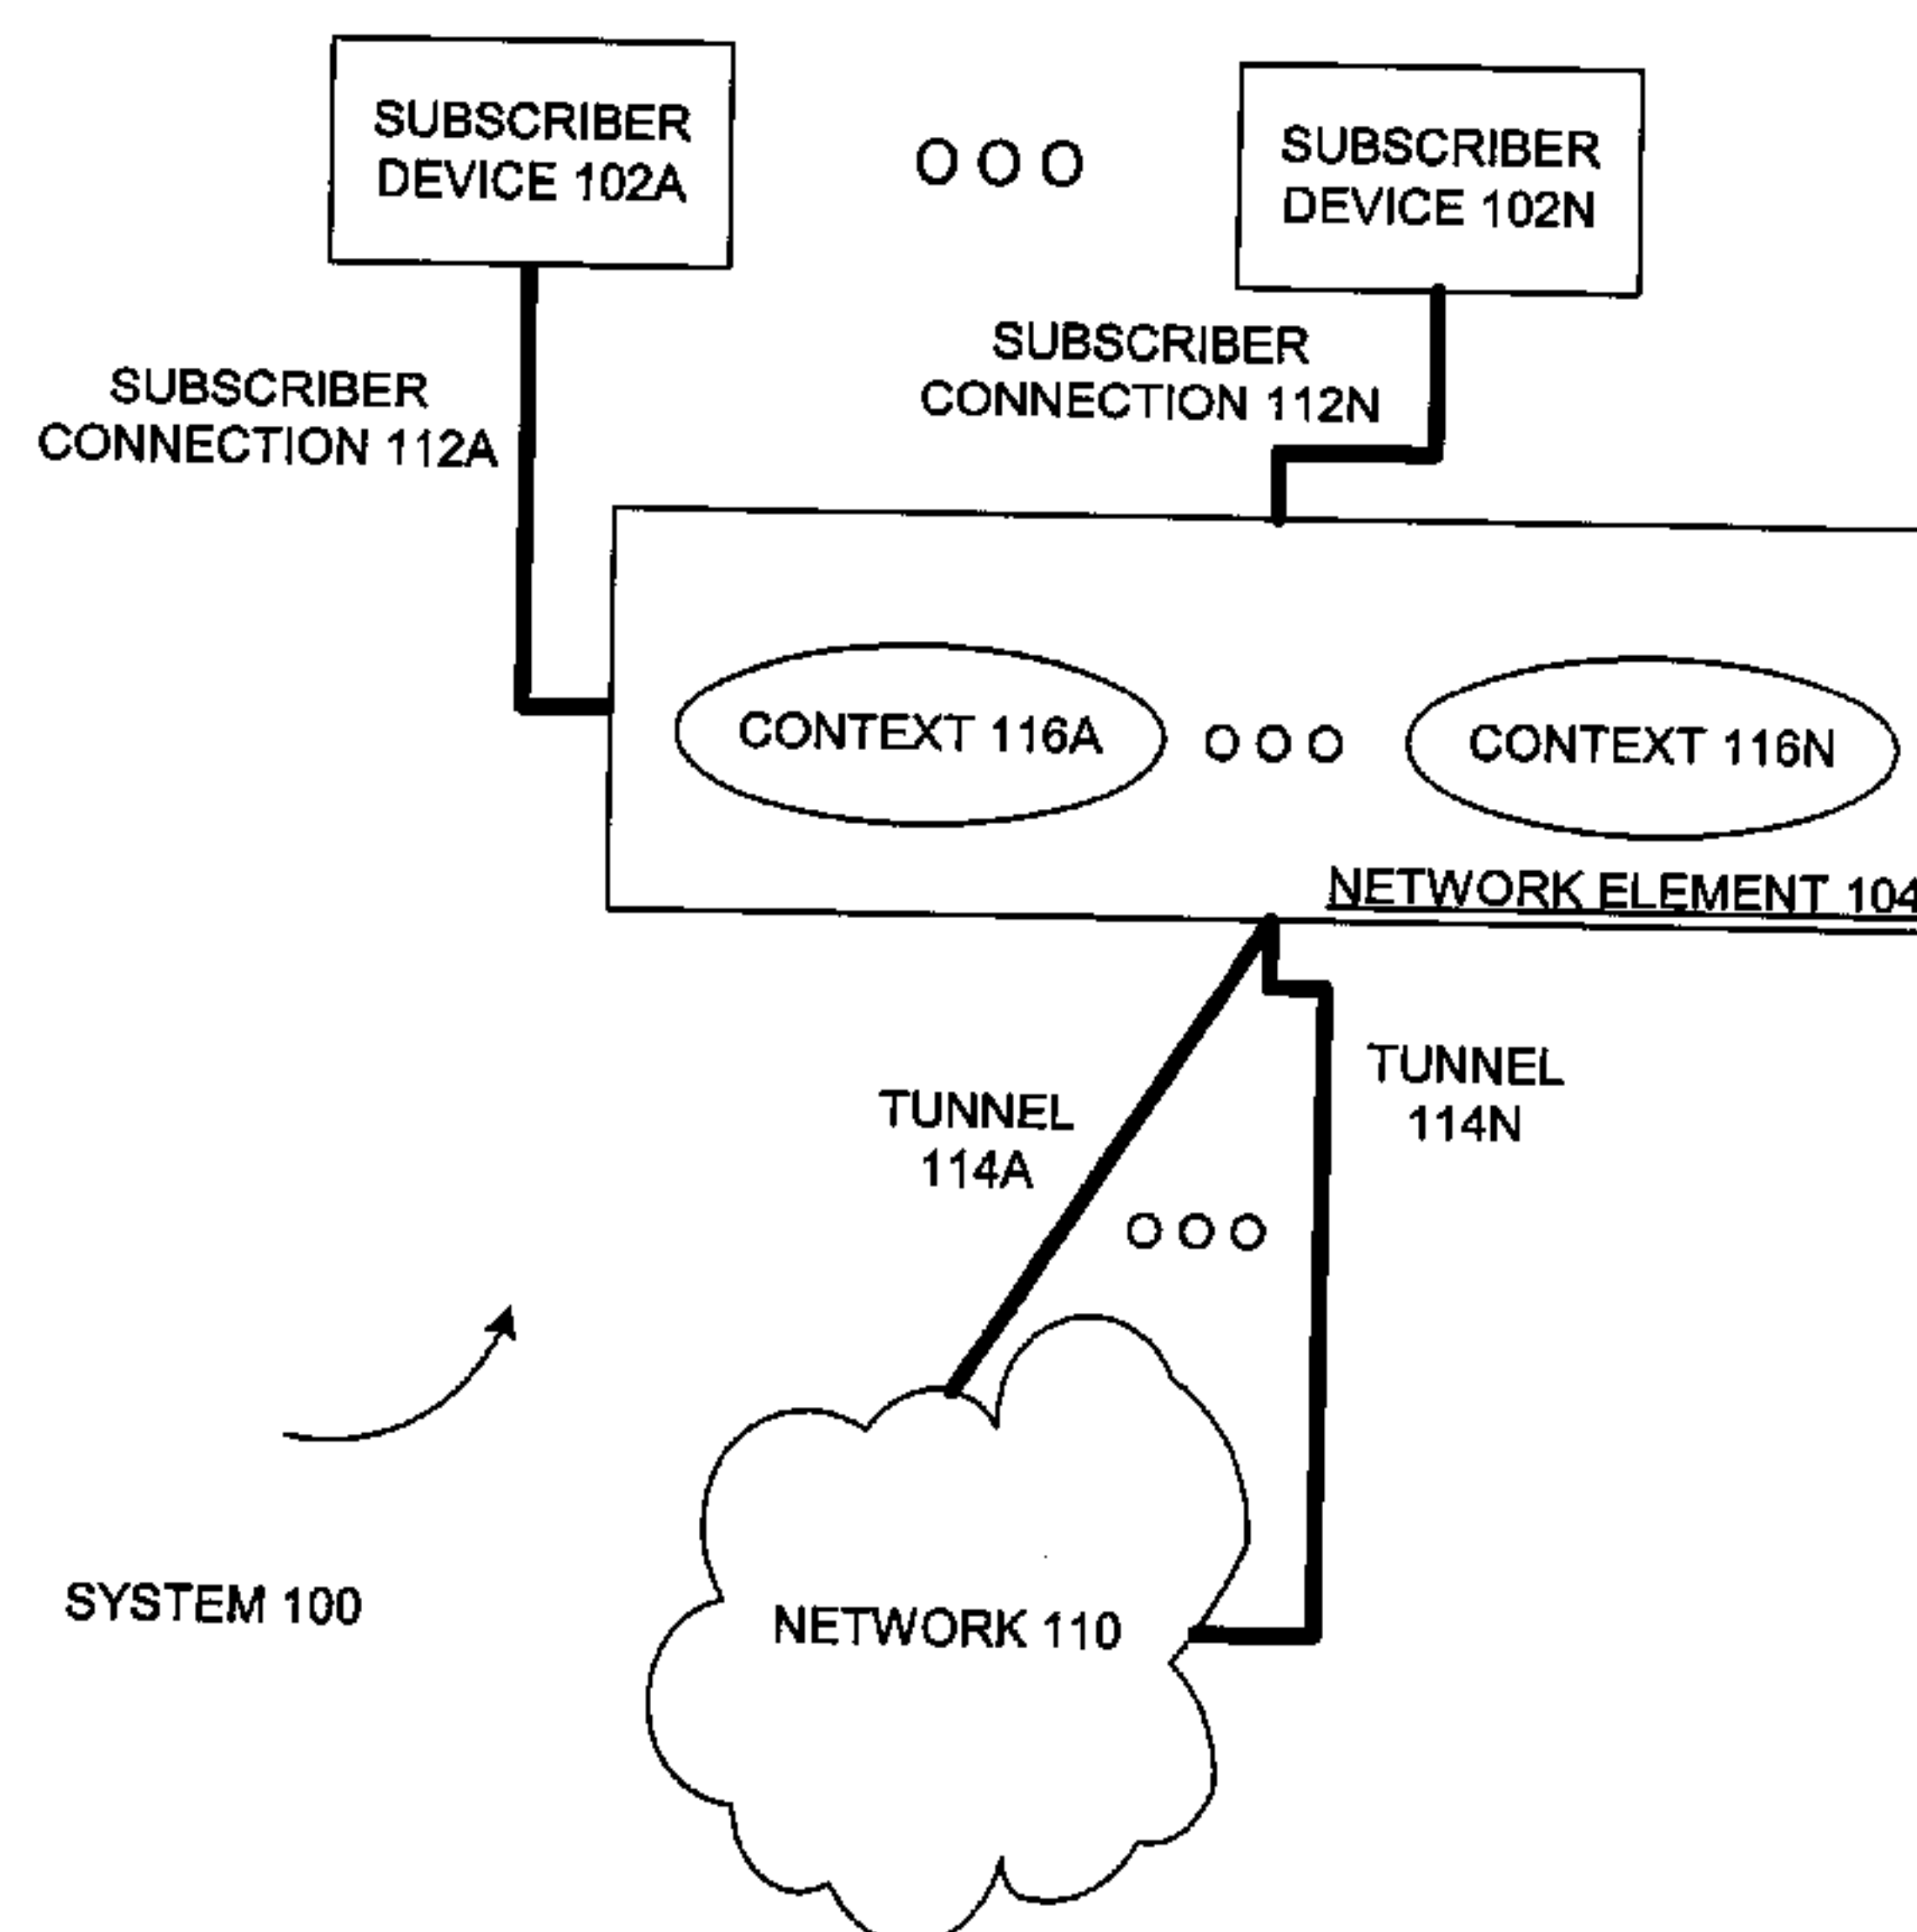 SUBSCRIBER
DEVICE 102A
SUBSCRIBER
DEVICE 102N
SUBSCRIBER
CONNECTION 112A
SUBSCRIBER
CONNECTION 112N
CONTEXT 116A
CONTEXT 116N
NETWORK ELEMENT 104
TUNNEL
114A
TUNNEL
114N
SYSTEM 100
NETWORK 110